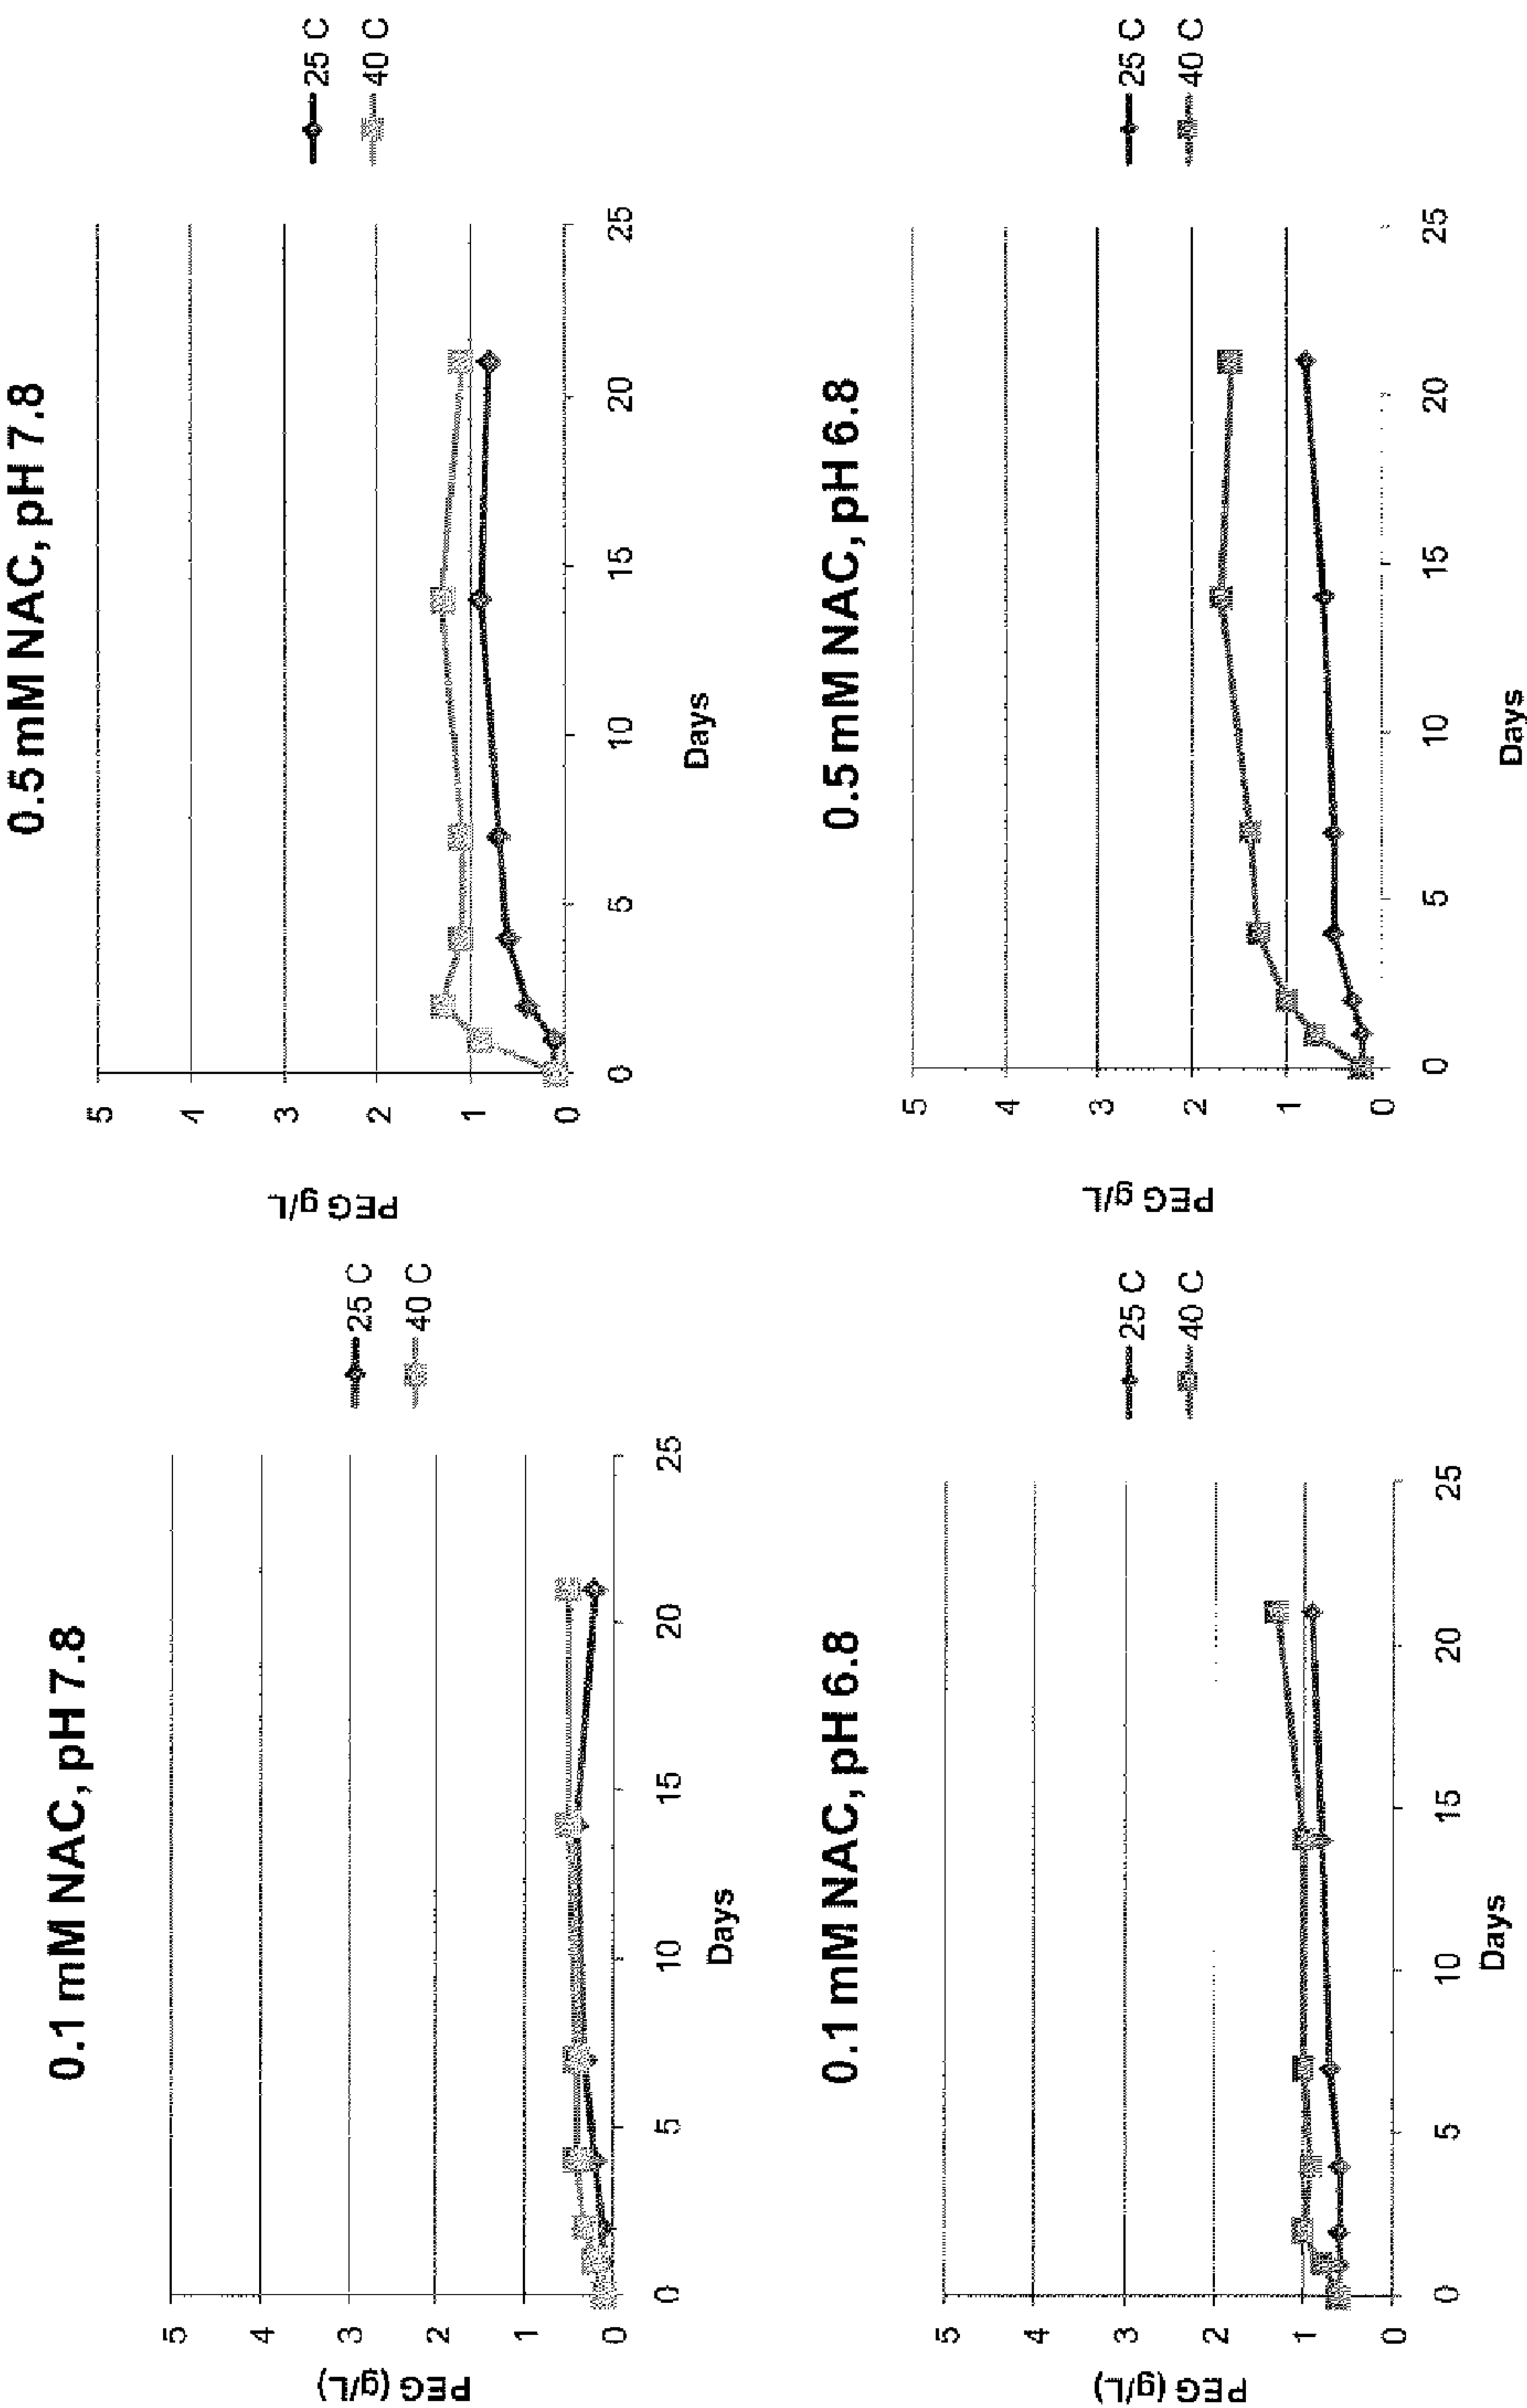 0.1 mM NAC, pH 7.8
PEG (g/L)
5
4
3
2
1
0
0 5 10 15 20 25
Days
25 C
40 C
0.5 mM NAC, pH 7.8
PEG g/L
5
4
3
2
1
0
0 5 10 15 20 25
Days
25 C
40 C
0.1 mM NAC, pH 6.8
PEG (g/L)
5
4
3
2
1
0
0 5 10 15 20 25
Days
25 C
40 C
0.5 mM NAC, pH 6.8
PEG g/L
5
4
3
2
1
0
0 5 10 15 20 25
Days
25 C
40 C